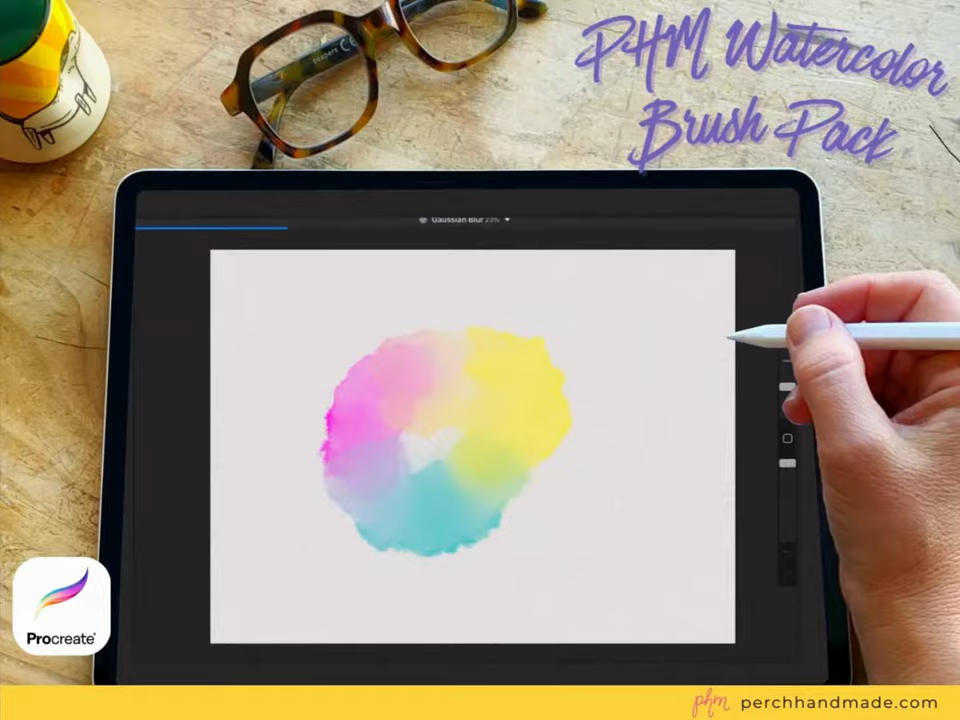 PHM Watercolor
Brush Pack
Gaussian Blur 23%
Procreate
phm perchhandmade.com